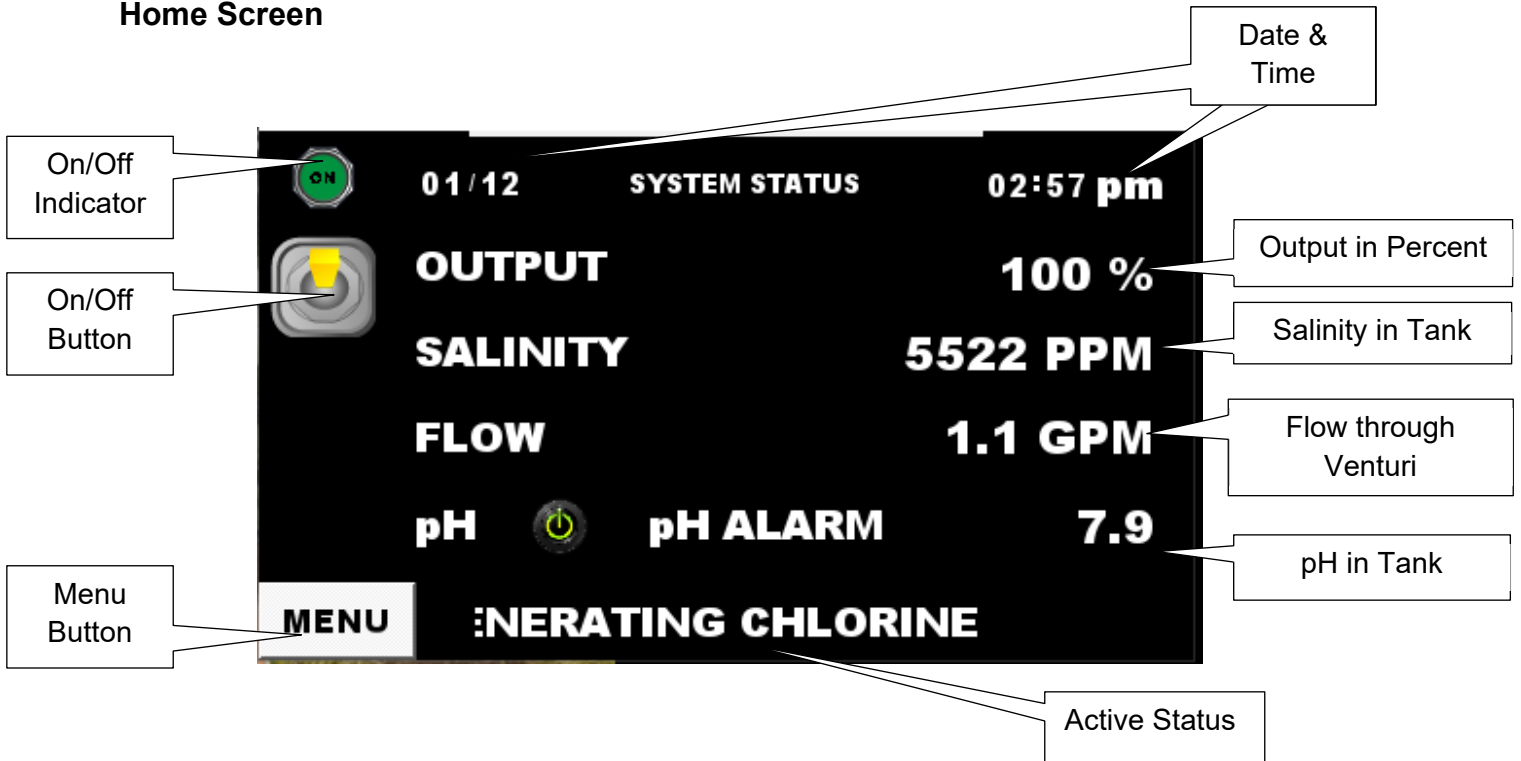 Home Screen
Date &
Time
On/Off
Indicator
ON
01/12 SYSTEM STATUS 02:57 pm
On/Off
Button
OUTPUT 100 %
Output in Percent
SALINITY 5522 PPM
Salinity in Tank
FLOW 1.1 GPM
Flow through
Venturi
pH pH ALARM 7.9
pH in Tank
Menu
Button
MENU ENERATING CHLORINE
Active Status